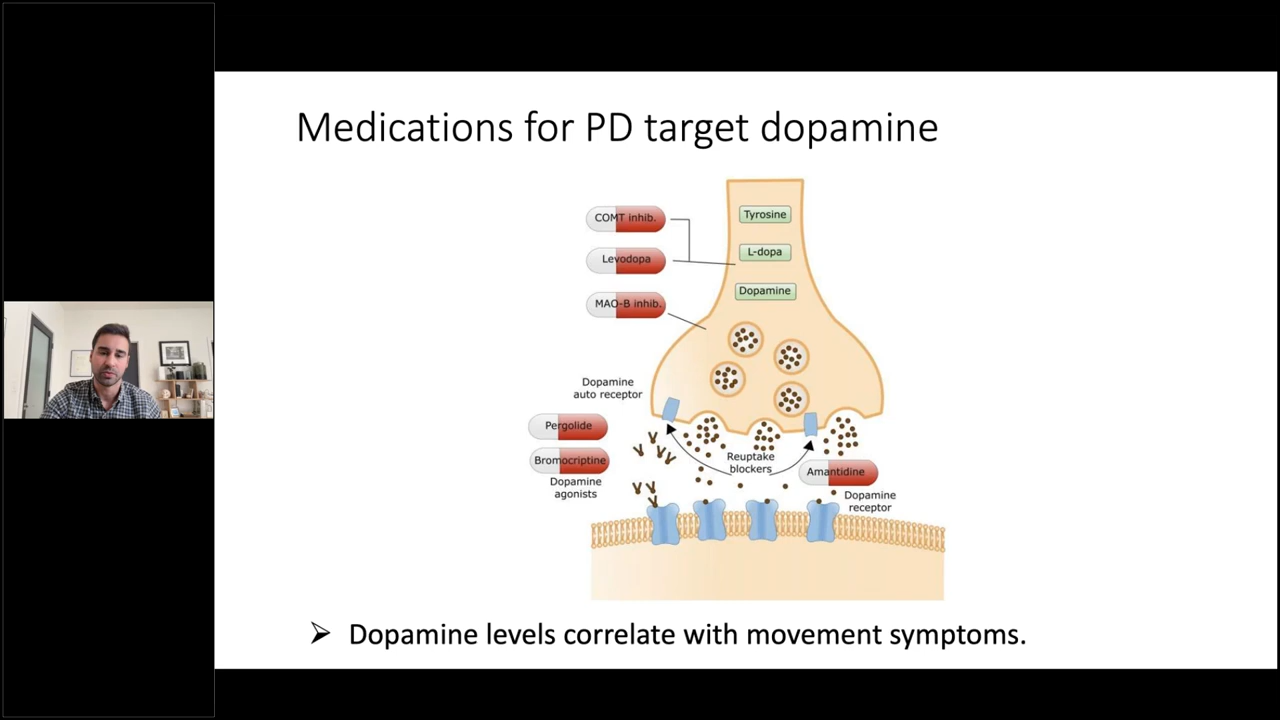 Medications for PD target dopamine
COMT inhib.
Tyrosine
Levodopa
L-dopa
MAO-B inhib.
Dopamine
Dopamine
auto receptor
Pergolide
Bromocriptine
Dopamine
agonists
Reuptake
blockers
Amantidine
Dopamine
receptor
➢ Dopamine levels correlate with movement symptoms.